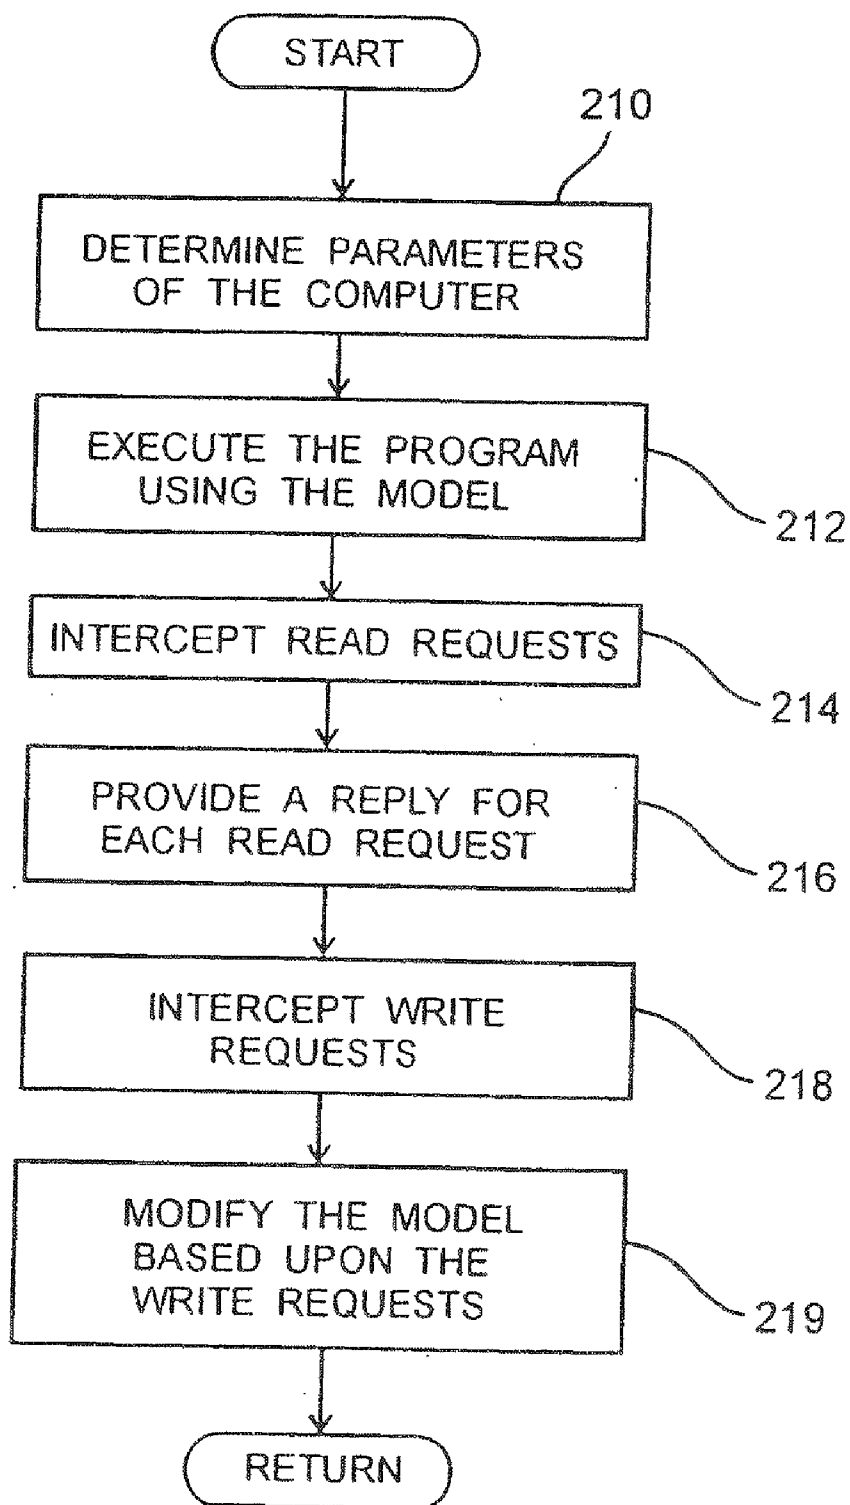 START
210
DETERMINE PARAMETERS
OF THE COMPUTER
EXECUTE THE PROGRAM
USING THE MODEL
212
INTERCEPT READ REQUESTS
214
PROVIDE A REPLY FOR
EACH READ REQUEST
216
INTERCEPT WRITE
REQUESTS
218
MODIFY THE MODEL
BASED UPON THE
WRITE REQUESTS
219
RETURN